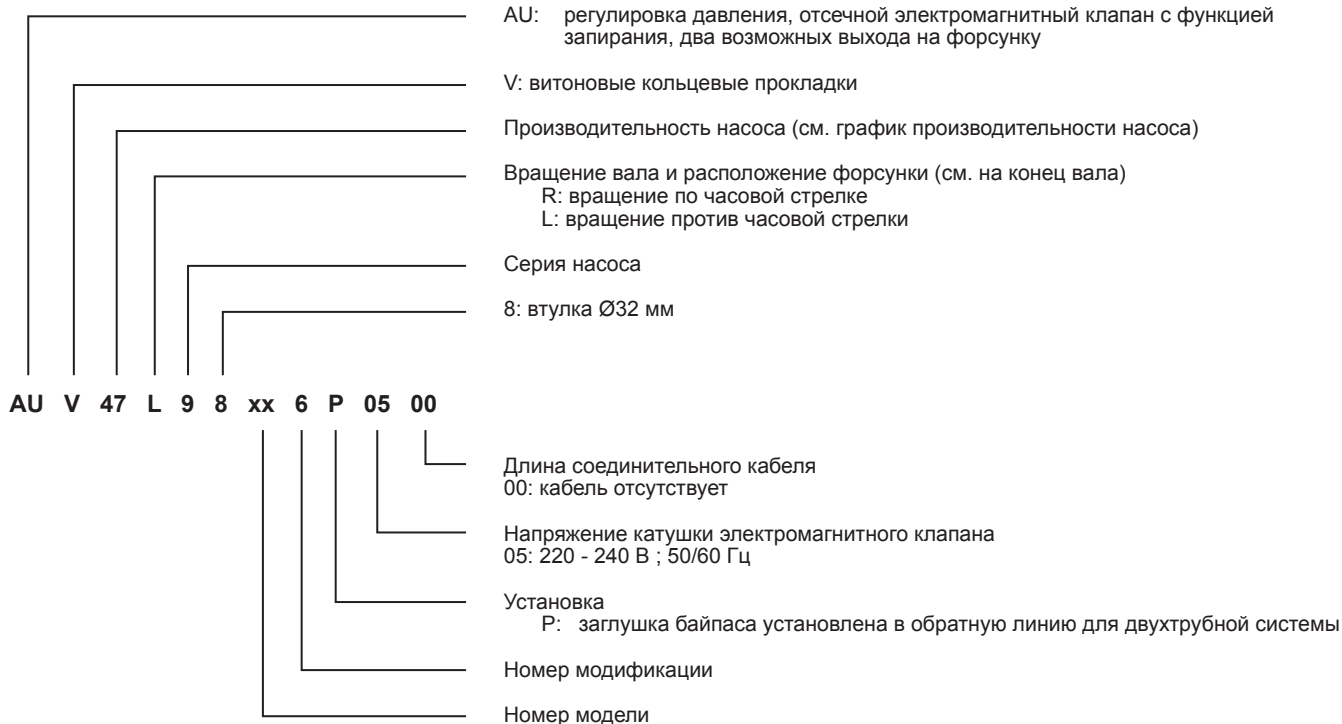 AU: регулировка давления, отсечной электромагнитный клапан с функцией
запирания, два возможных выхода на форсунку
V: витоновые кольцевые прокладки
Производительность насоса (см. график производительности насоса)
Вращение вала и расположение форсунки (см. на конец вала)
R: вращение по часовой стрелке
L: вращение против часовой стрелки
Серия насоса
8: втулка Ø32 мм
AU V 47 L 9 8 xx 6 P 05 00
Длина соединительного кабеля
00: кабель отсутствует
Напряжение катушки электромагнитного клапана
05: 220 - 240 В ; 50/60 Гц
Установка
P: заглушка байпаса установлена в обратную линию для двухтрубной системы
Номер модификации
Номер модели